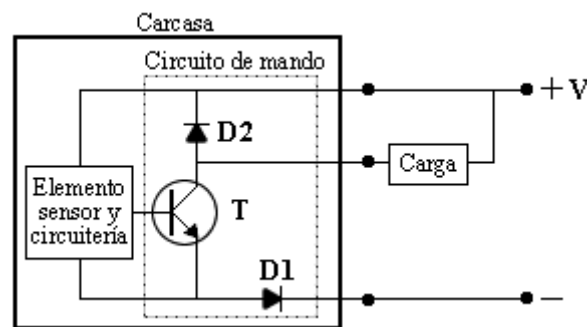 Carcasa
Circuito de mando
+ V
D2
Carga
Elemento
sensor y
circuitería
T
D1
−